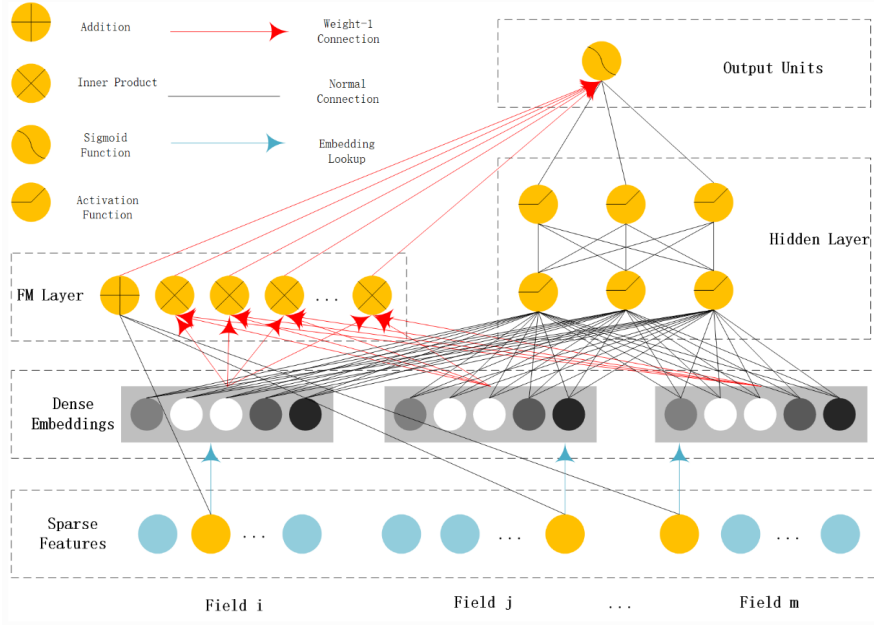 Addition
Weight-1
Connection
Inner Product
Normal
Connection
Sigmoid
Function
Embedding
Lookup
Activation
Function
Output Units
Hidden Layer
FM Layer
...
Dense
Embeddings
Sparse
Features
...
...
...
Field i
Field j
...
Field m